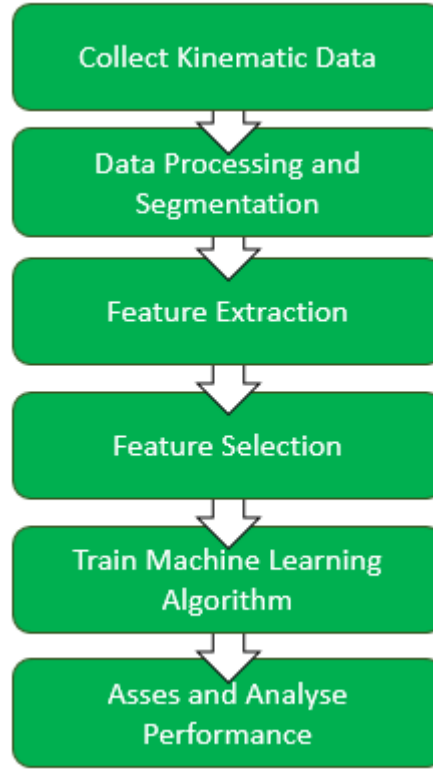 Collect Kinematic Data
Data Processing and
Segmentation
Feature Extraction
Feature Selection
Train Machine Learning
Algorithm
Asses and Analyse
Performance